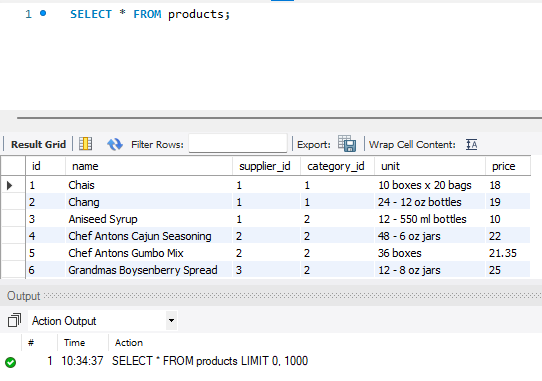 1 SELECT * FROM products;
Result Grid Filter Rows: Export: Wrap Cell Content: IA
id name supplier_id category_id unit price
1 Chais 1 1 10 boxes x 20 bags 18
2 Chang 1 1 24 - 12 oz bottles 19
3 Aniseed Syrup 1 2 12 - 550 ml bottles 10
4 Chef Antons Cajun Seasoning 2 2 48 - 6 oz jars 22
5 Chef Antons Gumbo Mix 2 2 36 boxes 21.35
6 Grandmas Boysenberry Spread 3 2 12 - 8 oz jars 25
Output
Action Output
# Time Action
1 10:34:37 SELECT * FROM products LIMIT 0, 1000